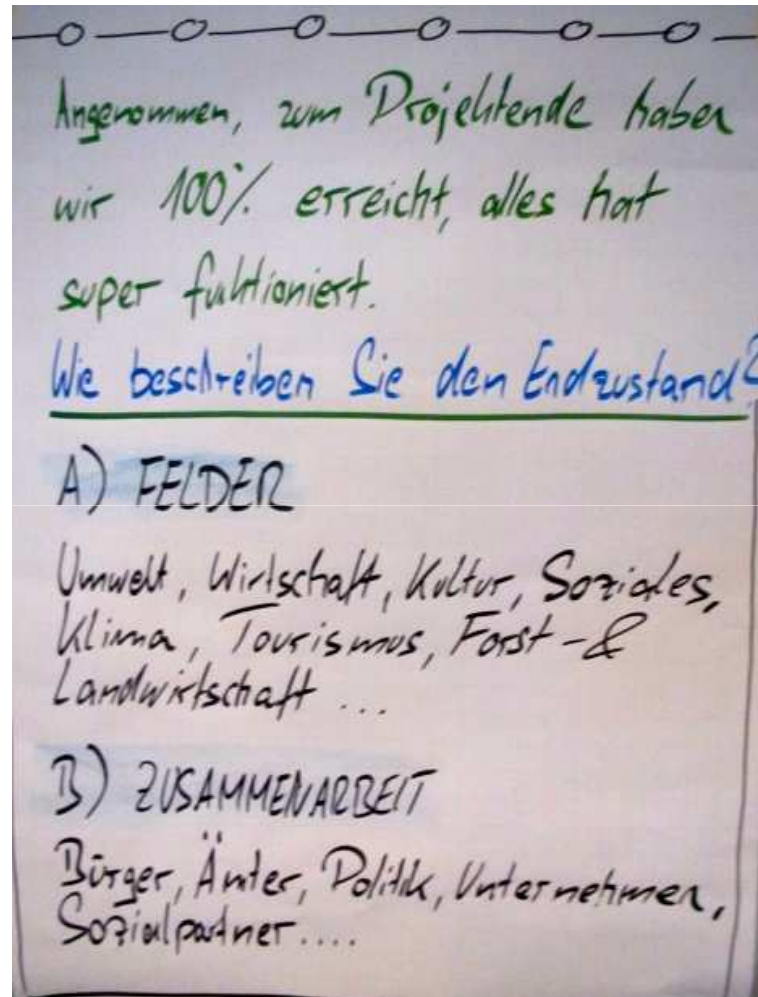 Angenommen, zum Projektende haben
wir 100% erreicht, alles hat
super fuktioniert.
Wie beschreiben Sie den Endzustand?
A) FELDER
Umwelt, Wirtschaft, Kultur, Soziales,
Klima, Tourismus, Forst-&
Landwirtschaft ...
B) ZUSAMMENARBEIT
Bürger, Ämter, Politik, Unternehmen,
Sozialpartner....